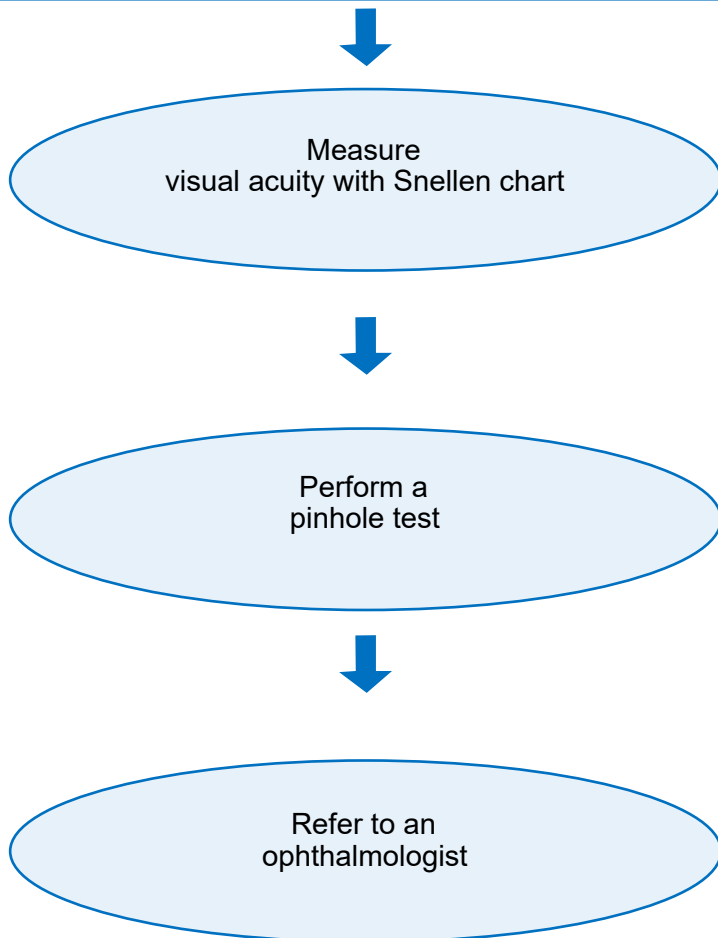 Measure
visual acuity with Snellen chart
Perform a
pinhole test
Refer to an
ophthalmologist